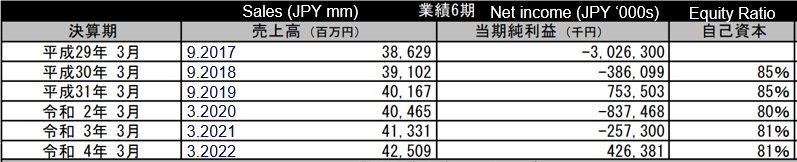 Sales (JPY mm) 業績6期 Net income (JPY ‘000s) Equity Ratio
決算期 売上高 (百万円) 当期純利益 (千円) 自己資本
平成29年 3月 9.2017 38,629 -3,026,300
平成30年 3月 9.2018 39,102 -386,099 85%
平成31年 3月 9.2019 40,167 753,503 85%
令和 2年 3月 3.2020 40,465 -837,468 80%
令和 3年 3月 3.2021 41,331 -257,300 81%
令和 4年 3月 3.2022 42,509 426,381 81%